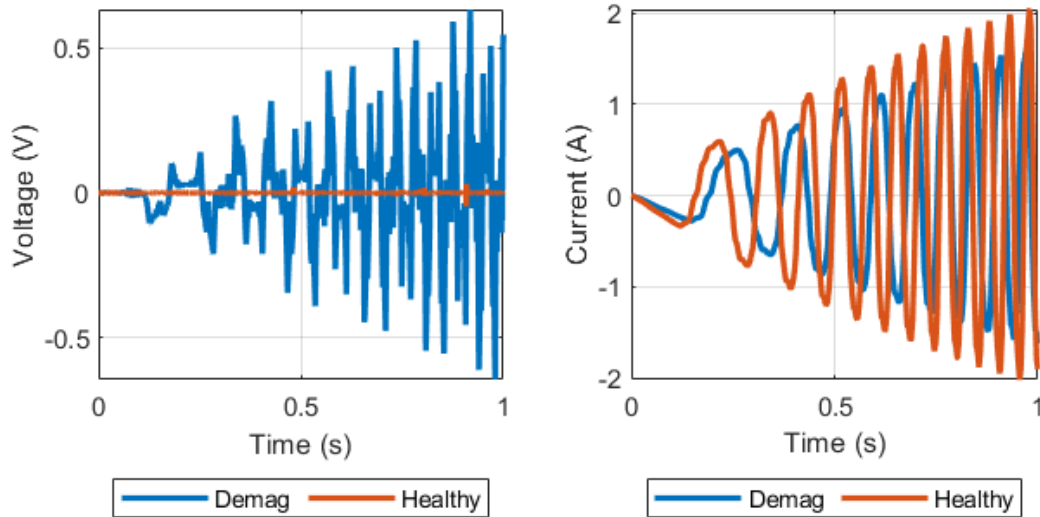 Voltage (V)
0.5
0
-0.5
0
0.5
1
Time (s)
Demag
Healthy
Current (A)
2
1
0
-1
-2
0
0.5
1
Time (s)
Demag
Healthy